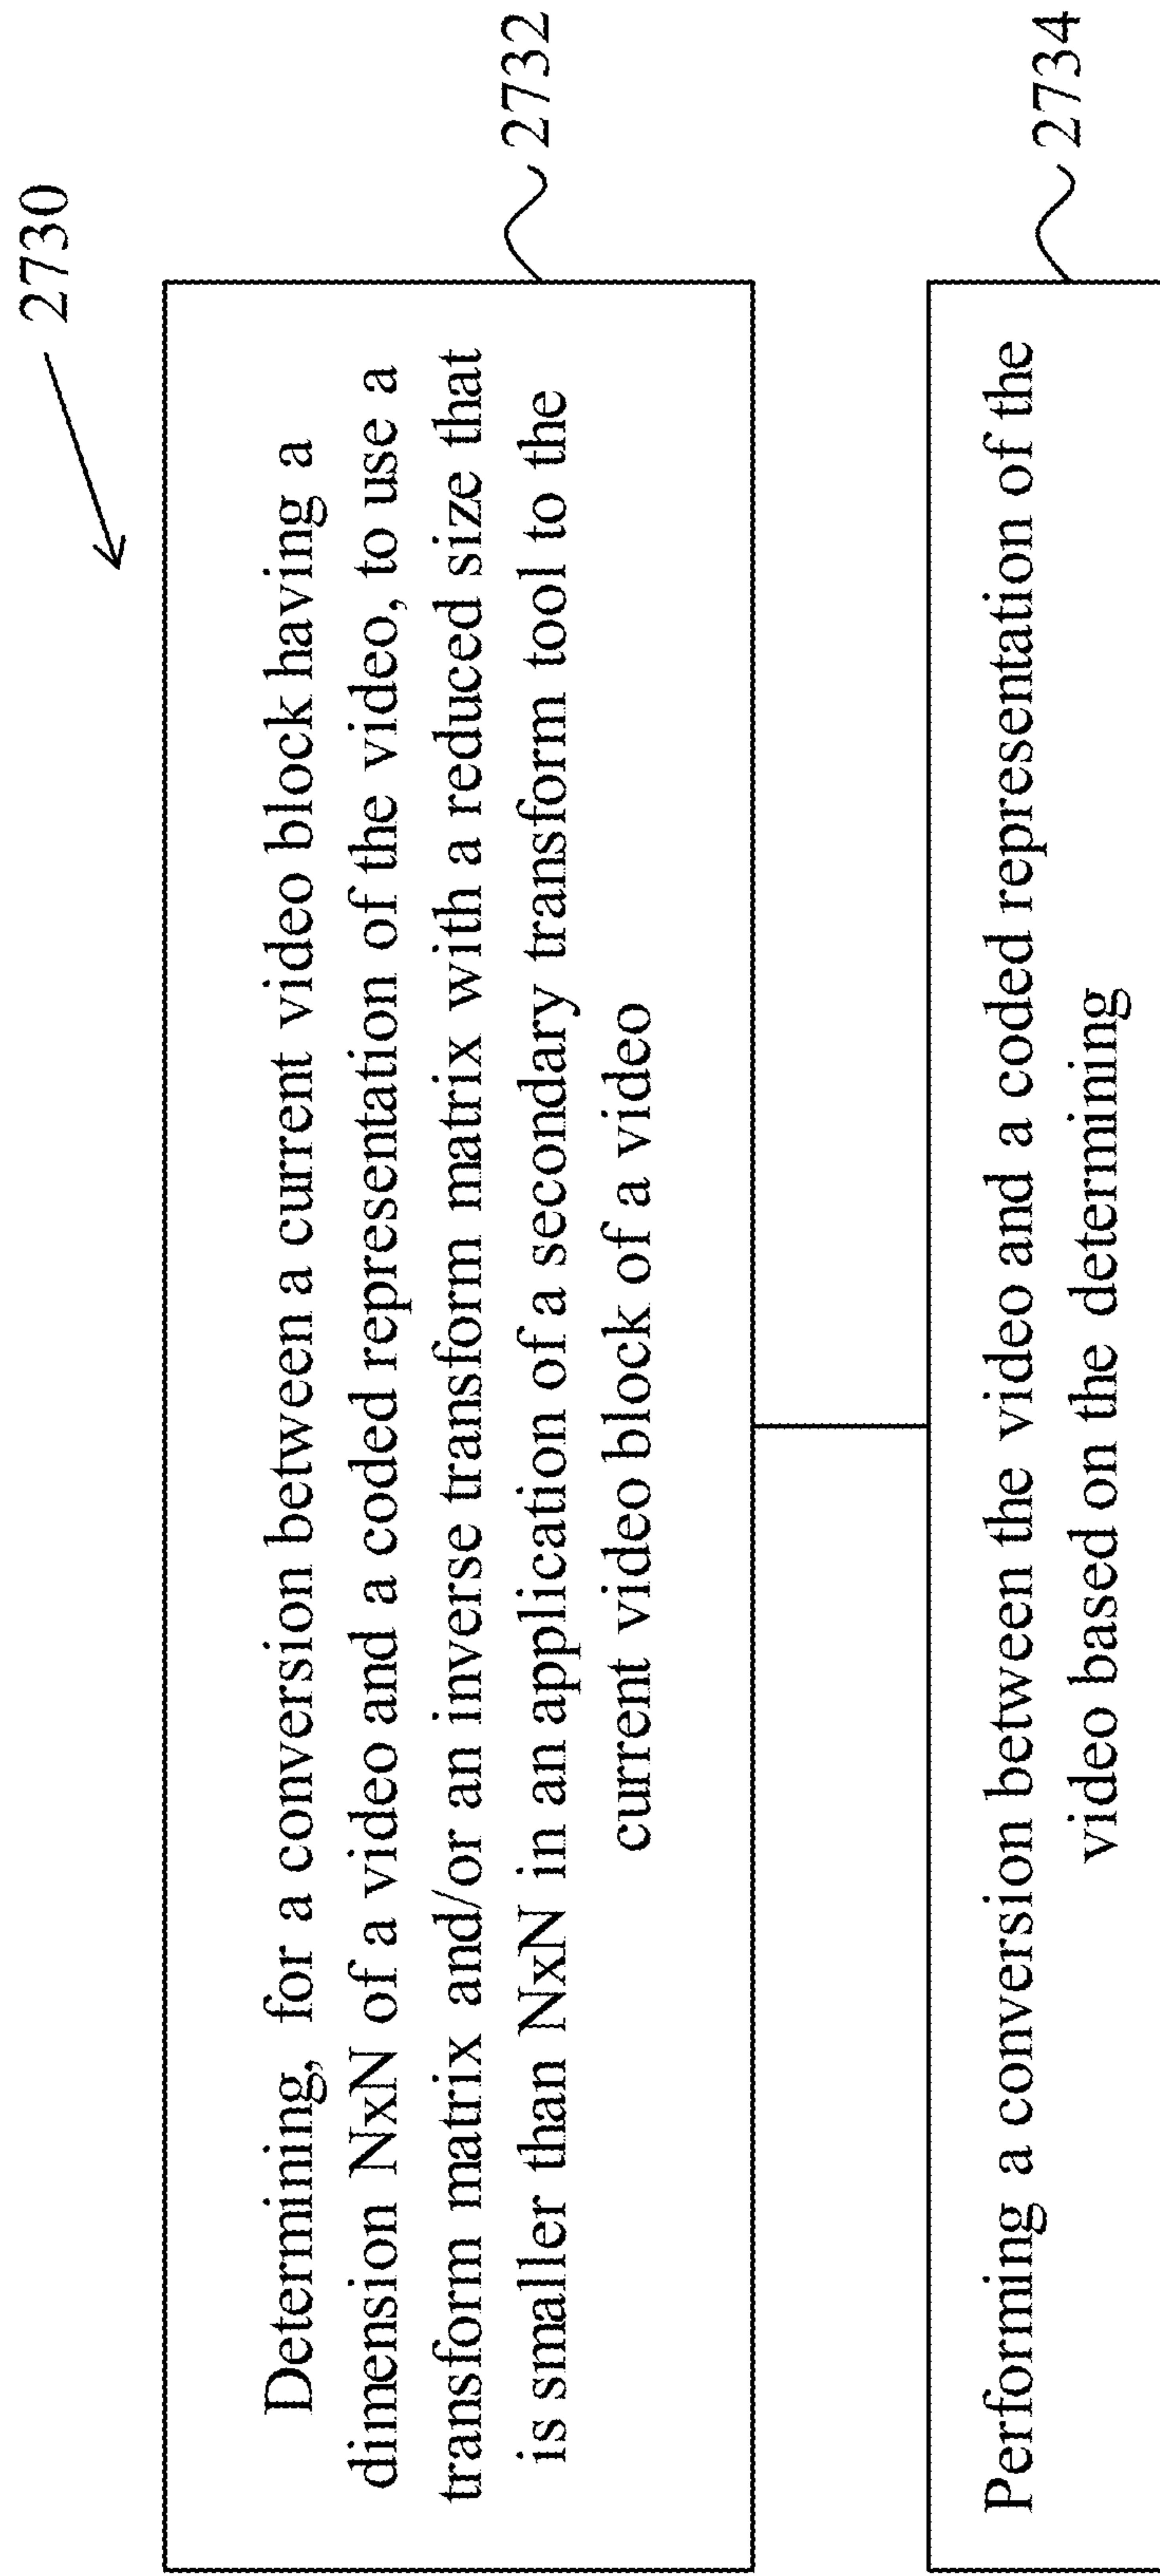 2730
Determining, for a conversion between a current video block having a
dimension NxN of a video and a coded representation of the video, to use a
transform matrix and/or an inverse transform matrix with a reduced size that
is smaller than NxN in an application of a secondary transform tool to the
current video block of a video
2732
Performing a conversion between the video and a coded representation of the
video based on the determining
2734